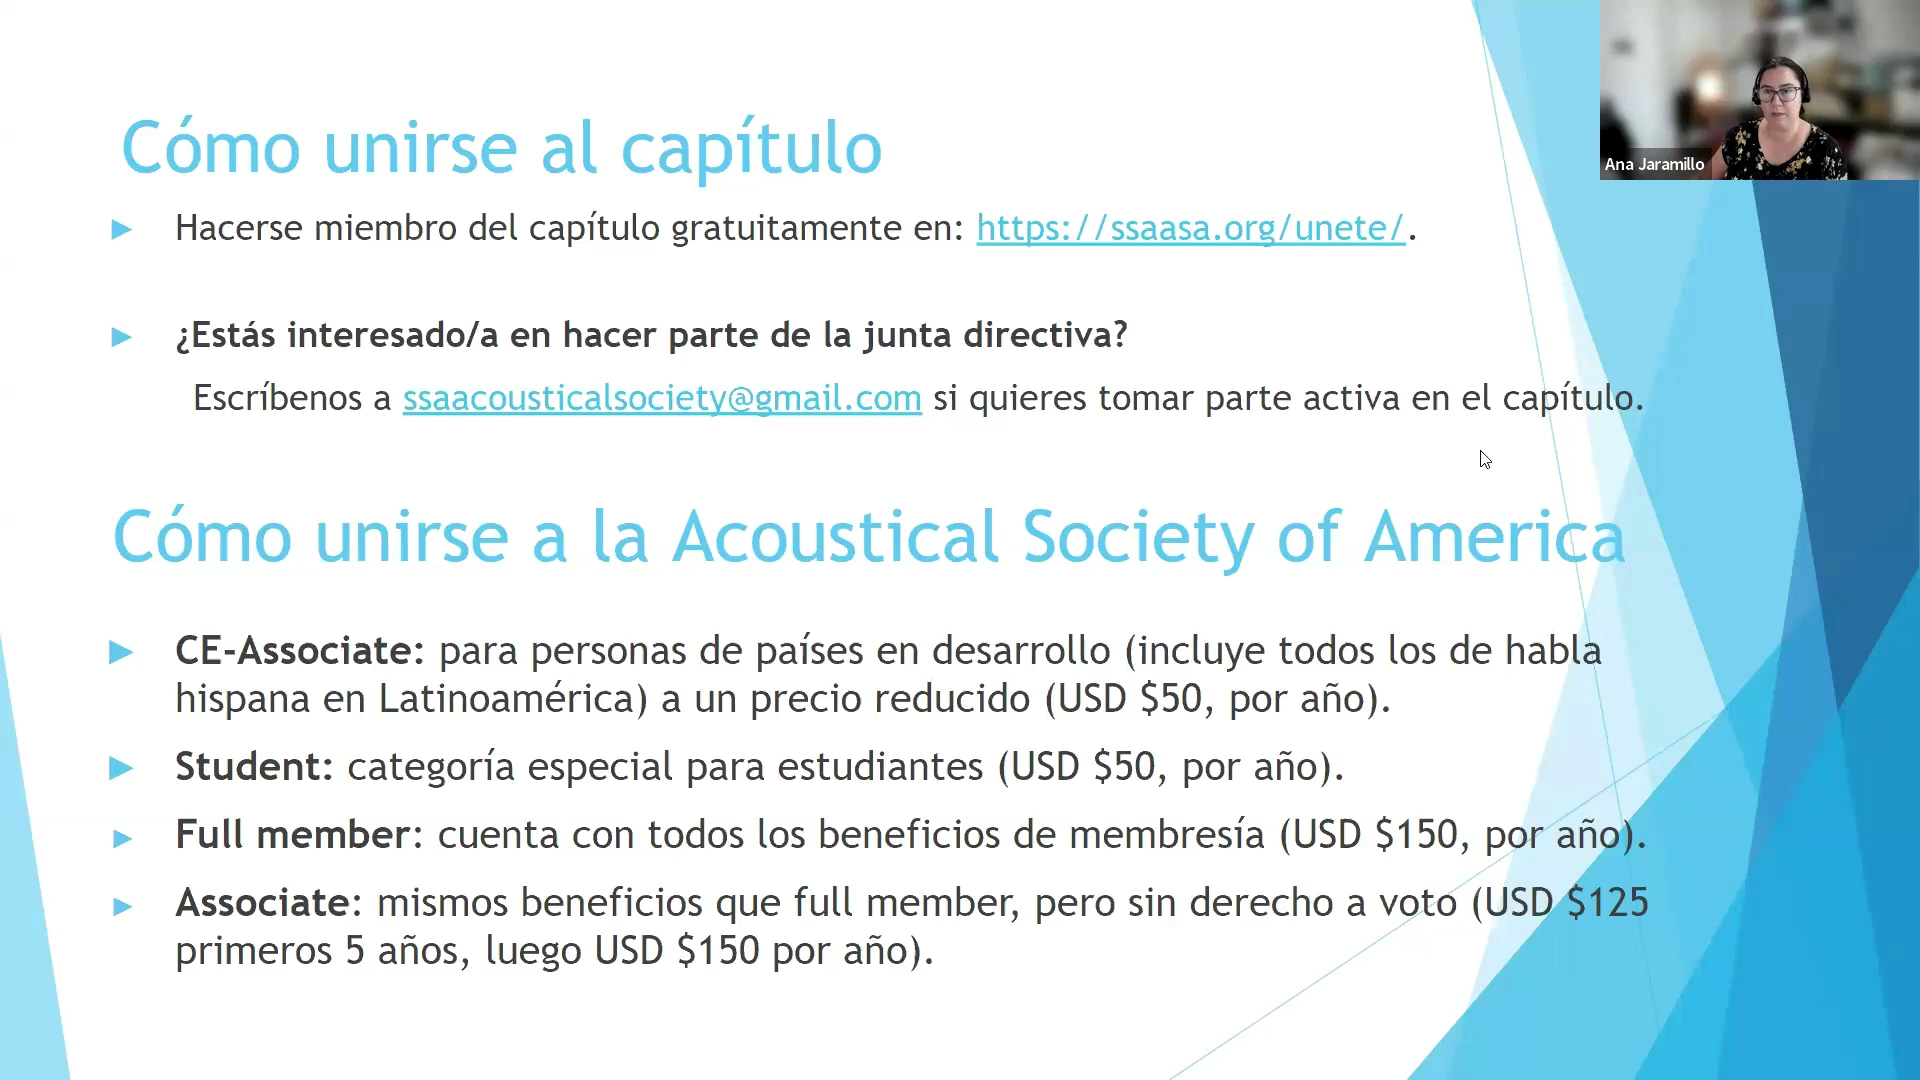 Cómo unirse al capítulo
Hacerse miembro del capítulo gratuitamente en: https://ssaasa.org/unete/.
¿Estás interesado/a en hacer parte de la junta directiva?
Escríbenos a ssaacousticalsociety@gmail.com si quieres tomar parte activa en el capítulo.
Cómo unirse a la Acoustical Society of America
CE-Associate: para personas de países en desarrollo (incluye todos los de habla
hispana en Latinoamérica) a un precio reducido (USD $50, por año).
Student: categoría especial para estudiantes (USD $50, por año).
Full member: cuenta con todos los beneficios de membresía (USD $150, por año).
Associate: mismos beneficios que full member, pero sin derecho a voto (USD $125
primeros 5 años, luego USD $150 por año).
Ana Jaramillo